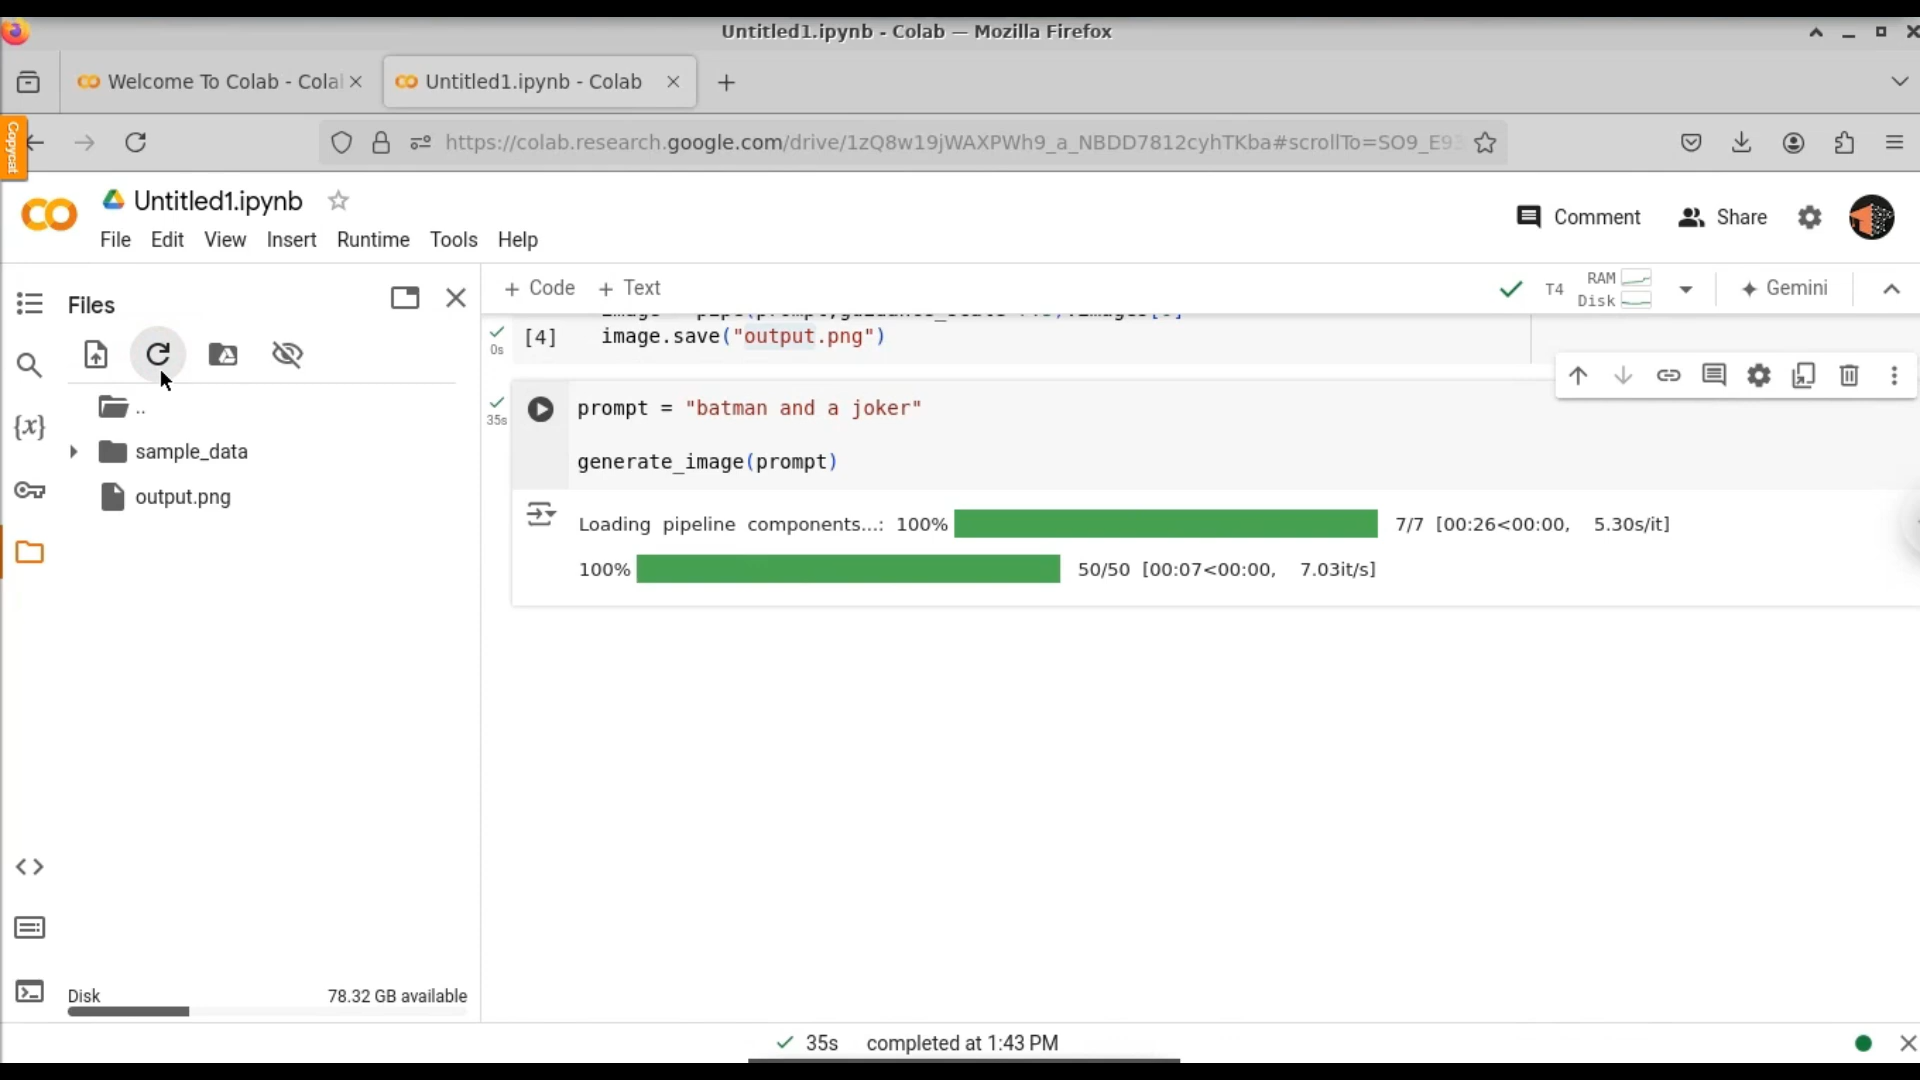 Untitled1.ipynb - Colab — Mozilla Firefox
Welcome To Colab - Colal
Untitled1.ipynb - Colab
Copycat
https://colab.research.google.com/drive/1zQ8w19jWAXPWh9_a_NBDD7812cyhTKba#scrollTo=SO9_E93
Untitled1.ipynb
Comment
Share
File Edit View Insert Runtime Tools Help
Files
+ Code + Text
T4
RAM
Disk
Gemini
0s
[4] image.save("output.png")
..
sample_data
output.png
35s
prompt = "batman and a joker"
generate_image(prompt)
Loading pipeline components...: 100% 7/7 [00:26<00:00, 5.30s/it]
100% 50/50 [00:07<00:00, 7.03it/s]
{x}
Disk 78.32 GB available
35s completed at 1:43 PM